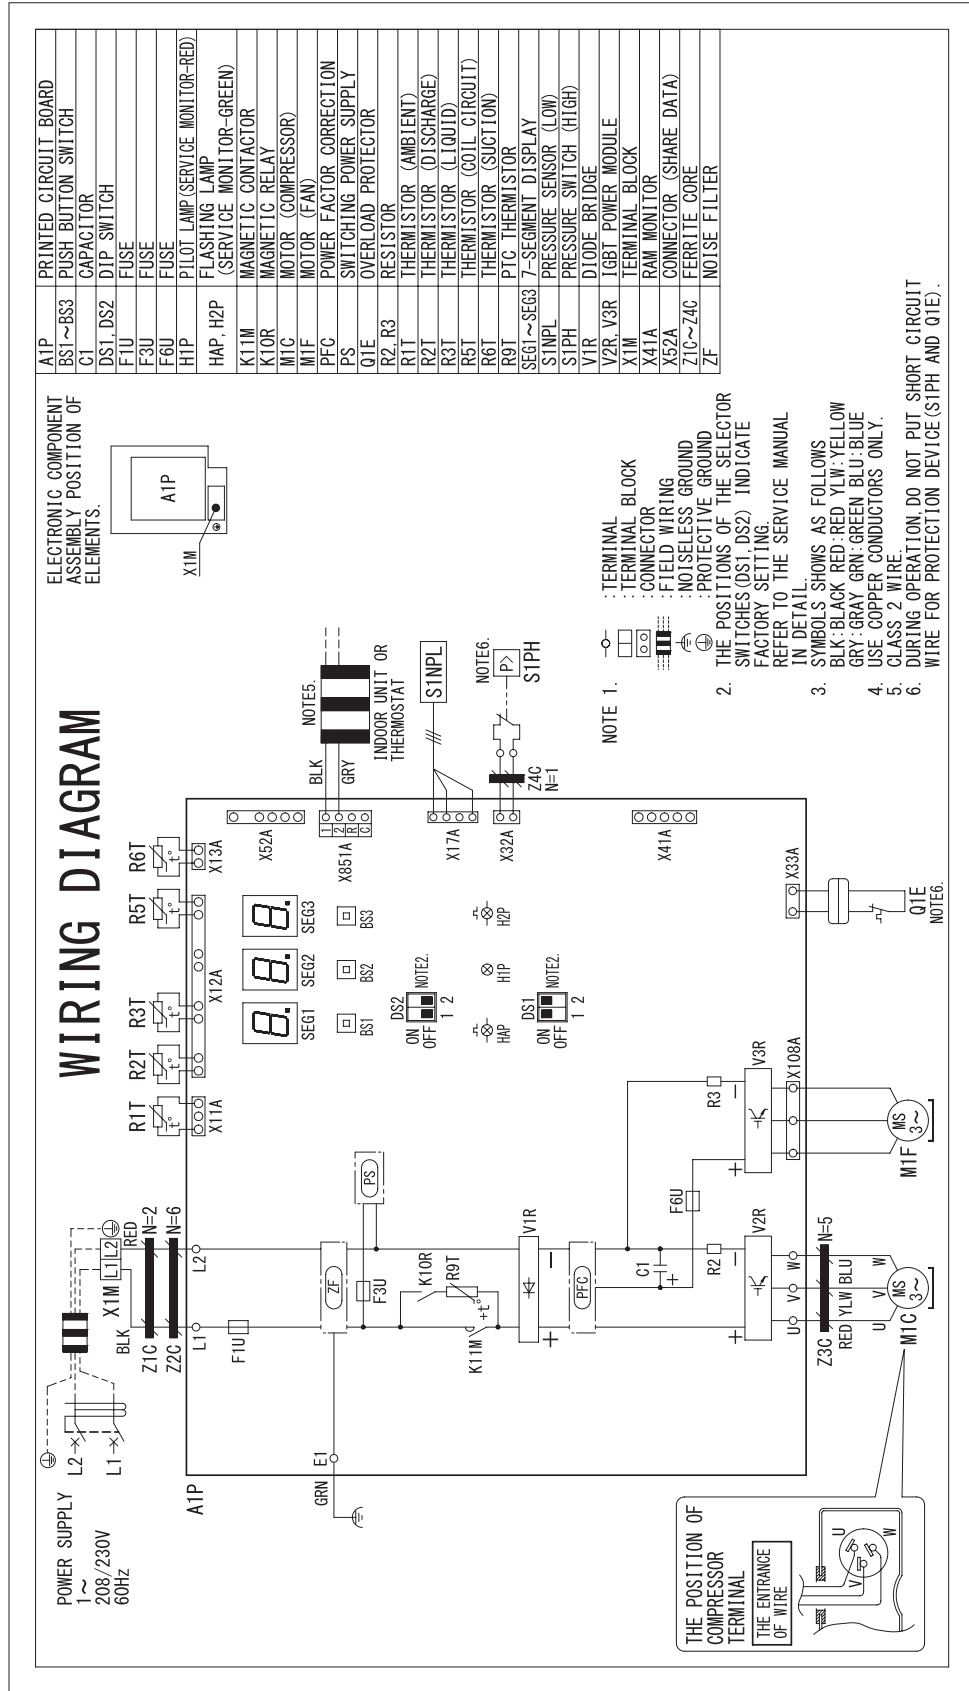 WIRING DIAGRAM
POWER SUPPLY
1～
208/230V
60Hz
L2
L1
X1M
L1 L2
BLK
RED
Z1C
N=2
Z2C
N=6
L1
L2
A1P
F1U
GRN
E1
ZF
F3U
PS
K10R
R9T
+t°
K11M
V1R
+
−
PFC
C1
+
F6U
R2
R3
V2R
+
−
V3R
+
−
X108A
U V W
Z3C
N=5
RED YLW BLU
U V W
MS
3～
M1C
MS
3～
M1F
R1T
t°
X11A
R2T
t°
R3T
t°
X12A
R5T
t°
R6T
t°
X13A
SEG1
SEG2
SEG3
BS1
BS2
BS3
DS2
ON
OFF
1 2
NOTE2.
HAP
H1P
H2P
DS1
ON
OFF
1 2
NOTE2.
X52A
X851A
1
2
R
C
BLK
GRY
NOTE5.
INDOOR UNIT OR
THERMOSTAT
X17A
S1NPL
X32A
Z4C
N=1
NOTE6.
P>
S1PH
X41A
X33A
Q1E
NOTE6.
THE POSITION OF
COMPRESSOR
TERMINAL
THE ENTRANCE
OF WIRE
U
V
W
ELECTRONIC COMPONENT
ASSEMBLY POSITION OF
ELEMENTS.
A1P
X1M
NOTE 1.
:TERMINAL
:TERMINAL BLOCK
:CONNECTOR
:FIELD WIRING
:NOISELESS GROUND
:PROTECTIVE GROUND
2. THE POSITIONS OF THE SELECTOR
SWITCHES(DS1,DS2) INDICATE
FACTORY SETTING.
REFER TO THE SERVICE MANUAL
IN DETAIL.
3. SYMBOLS SHOWS AS FOLLOWS
BLK:BLACK RED:RED YLW:YELLOW
GRY:GRAY GRN:GREEN BLU:BLUE
4. USE COPPER CONDUCTORS ONLY.
5. CLASS 2 WIRE.
6. DURING OPERATION,DO NOT PUT SHORT CIRCUIT
WIRE FOR PROTECTION DEVICE(S1PH AND Q1E).
A1P PRINTED CIRCUIT BOARD
BS1～BS3 PUSH BUTTON SWITCH
C1 CAPACITOR
DS1,DS2 DIP SWITCH
F1U FUSE
F3U FUSE
F6U FUSE
H1P PILOT LAMP(SERVICE MONITOR-RED)
HAP,H2P FLASHING LAMP
(SERVICE MONITOR-GREEN)
K11M MAGNETIC CONTACTOR
K10R MAGNETIC RELAY
M1C MOTOR (COMPRESSOR)
M1F MOTOR (FAN)
PFC POWER FACTOR CORRECTION
PS SWITCHING POWER SUPPLY
Q1E OVERLOAD PROTECTOR
R2,R3 RESISTOR
R1T THERMISTOR (AMBIENT)
R2T THERMISTOR (DISCHARGE)
R3T THERMISTOR (LIQUID)
R5T THERMISTOR (COIL CIRCUIT)
R6T THERMISTOR (SUCTION)
R9T PTC THERMISTOR
SEG1～SEG3 7-SEGMENT DISPLAY
S1NPL PRESSURE SENSOR (LOW)
S1PH PRESSURE SWITCH (HIGH)
V1R DIODE BRIDGE
V2R,V3R IGBT POWER MODULE
X1M TERMINAL BLOCK
X41A RAM MONITOR
X52A CONNECTOR (SHARE DATA)
Z1C～Z4C FERRITE CORE
ZF NOISE FILTER